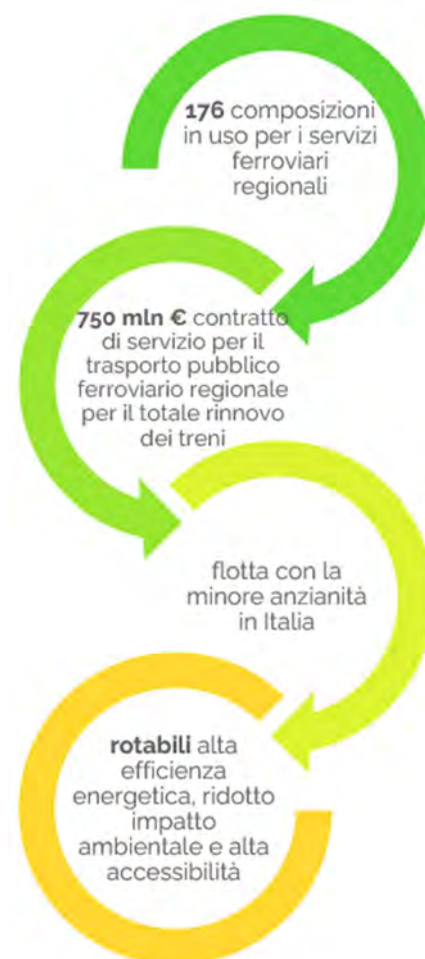 176 composizioni
in uso per i servizi
ferroviari
regionali
750 mln € contratto
di servizio per il
trasporto pubblico
ferroviario regionale
per il totale rinnovo
dei treni
flotta con la
minore anzianità
in Italia
rotabili alta
efficienza
energetica, ridotto
impatto
ambientale e alta
accessibilità